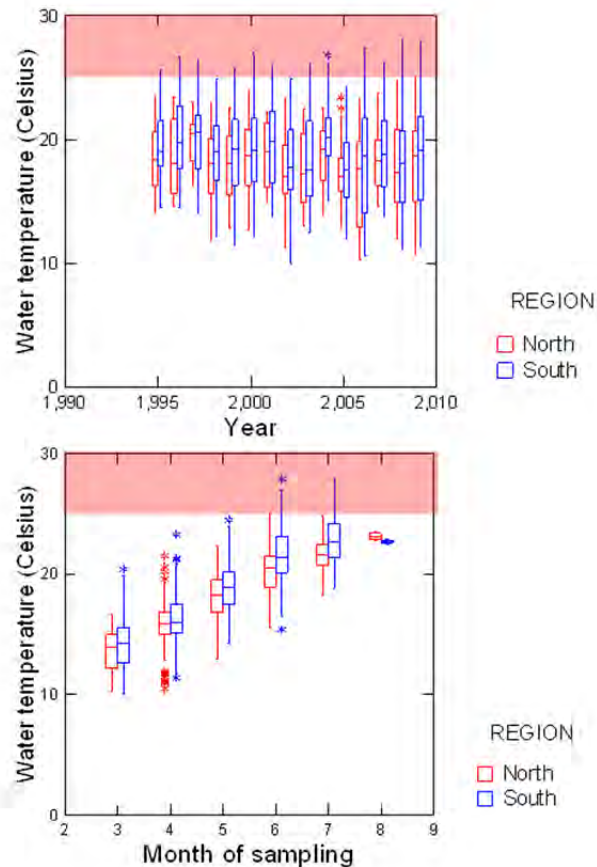 30
20
10
0
Water temperature (Celsius)
1,990 1,995 2,000 2,005 2,010
Year
REGION
North
South
30
20
10
0
Water temperature (Celsius)
2 3 4 5 6 7 8 9
Month of sampling
REGION
North
South